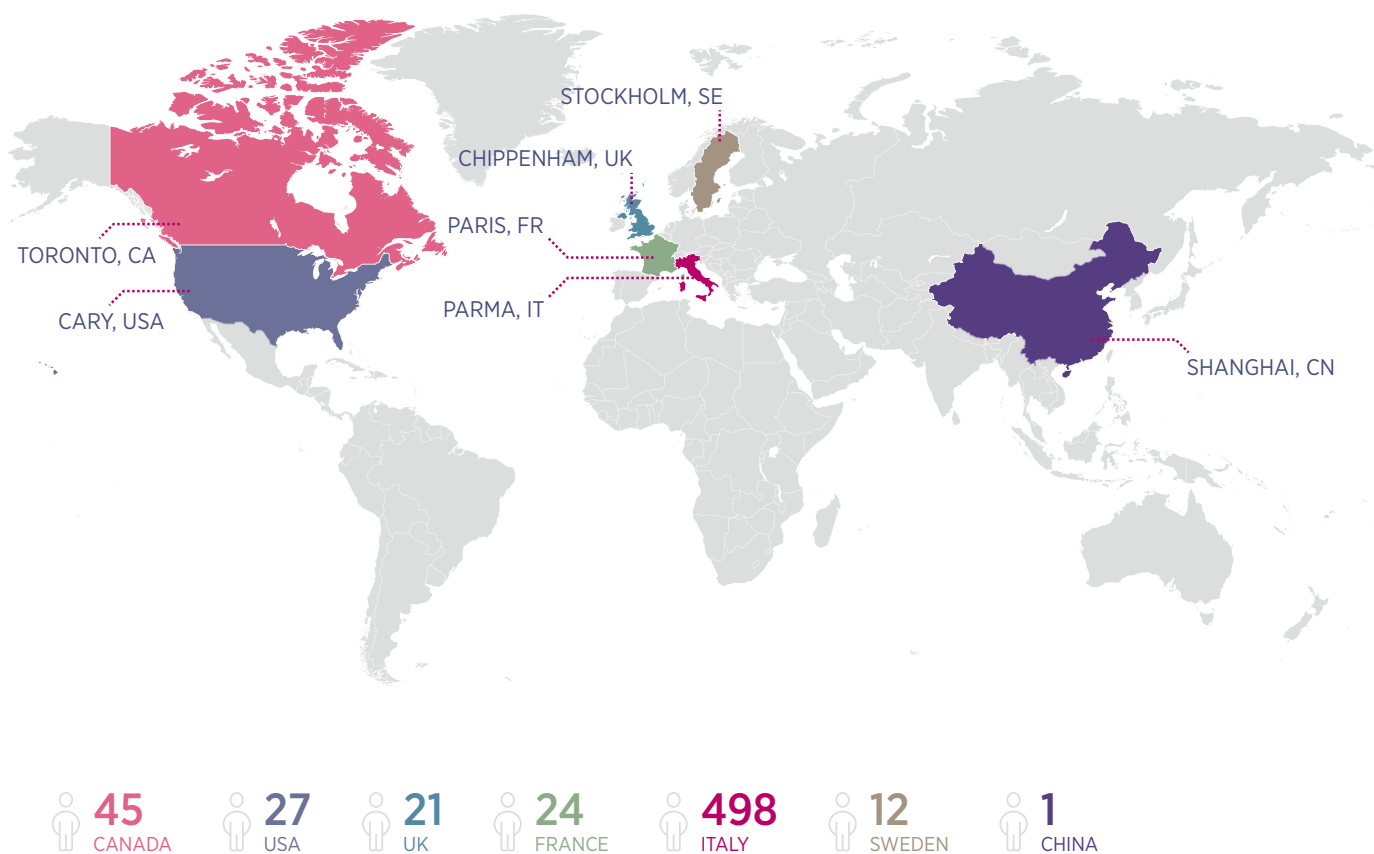 STOCKHOLM, SE
CHIPPENHAM, UK
PARIS, FR
TORONTO, CA
PARMA, IT
CARY, USA
SHANGHAI, CN
45
CANADA
27
USA
21
UK
24
FRANCE
498
ITALY
12
SWEDEN
1
CHINA